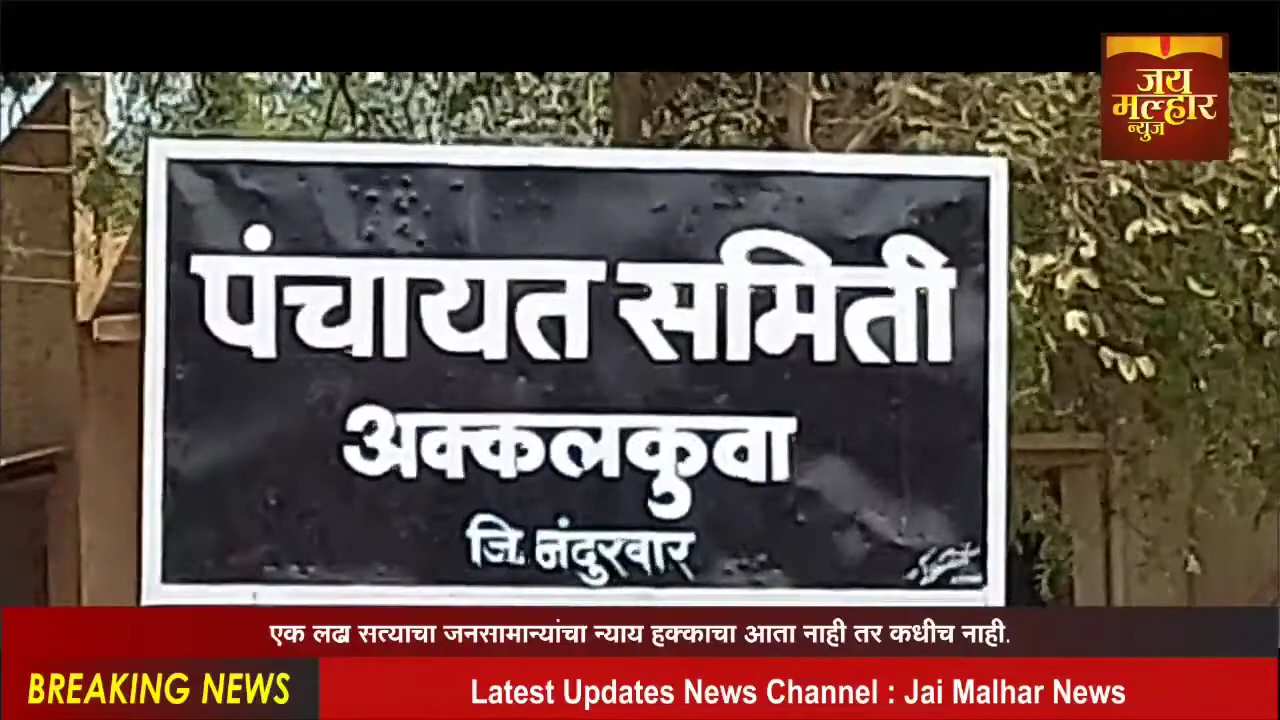 जय
मल्हार
न्युज
पंचायत समिती
अक्कलकुवा
जि. नंदुरवार
एक लढा सत्याचा जनसामान्यांचा न्याय हक्काचा आता नाही तर कधीच नाही.
BREAKING NEWS
Latest Updates News Channel : Jai Malhar News